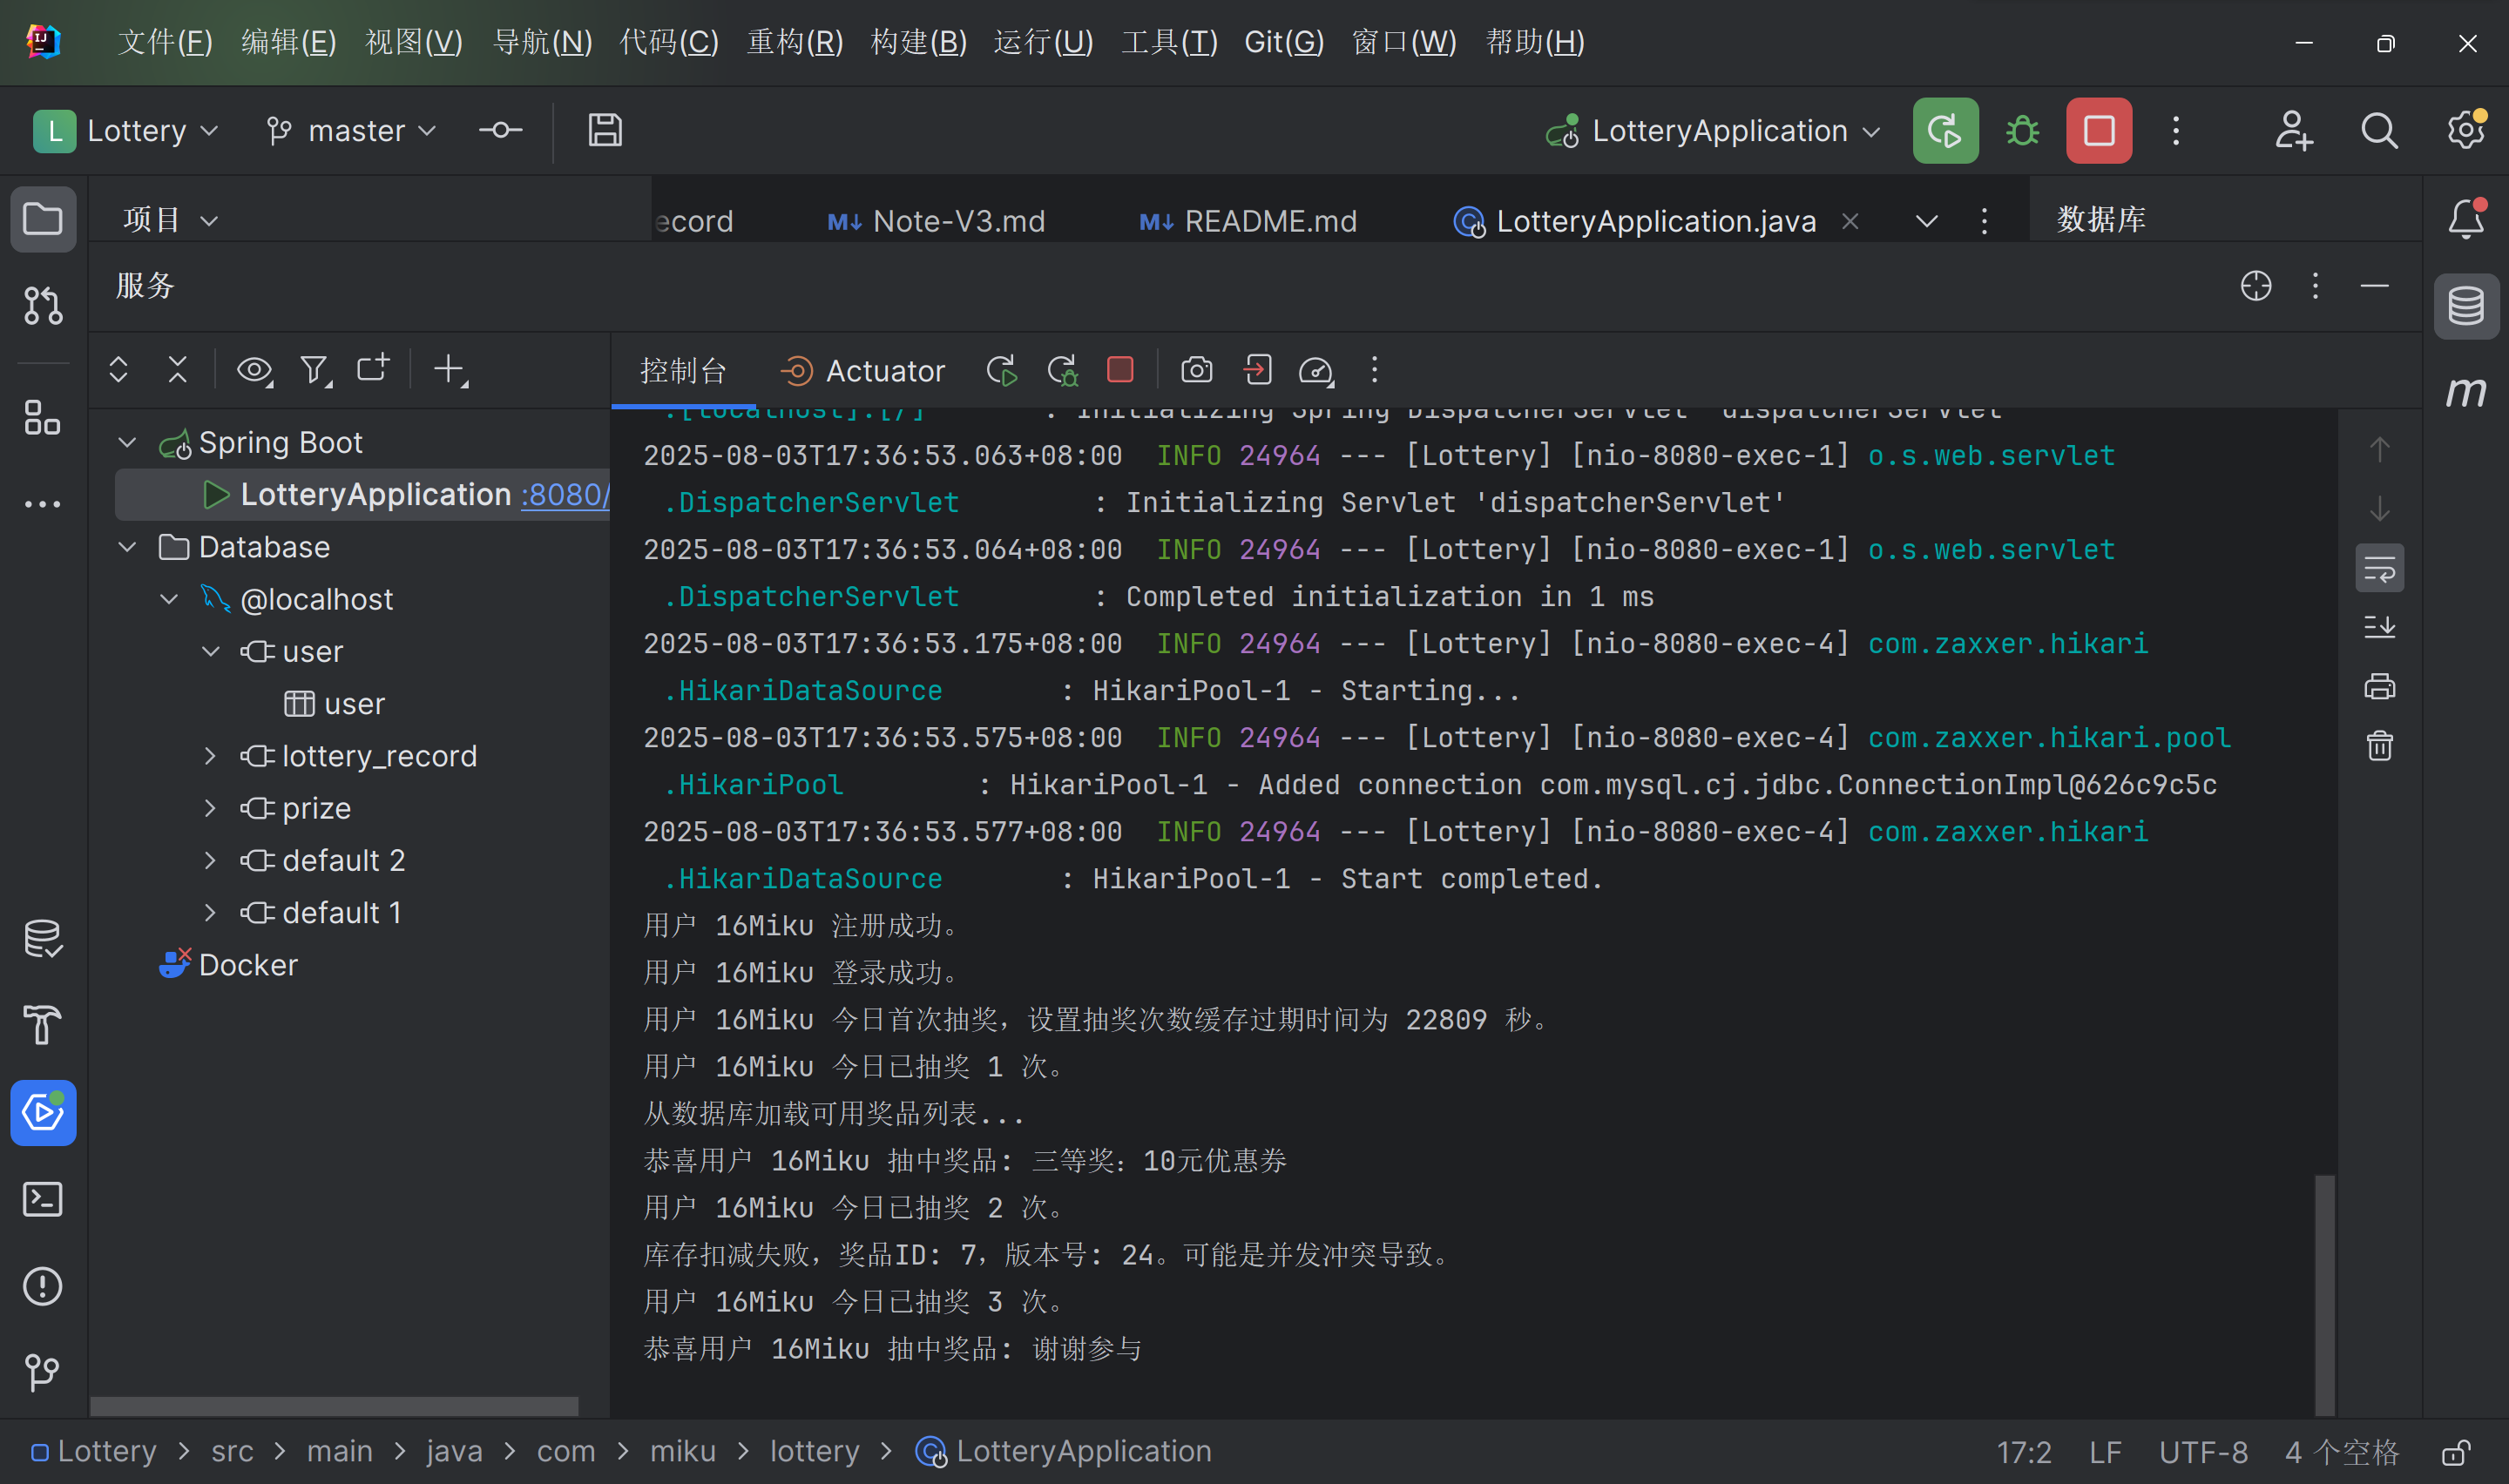 文件(F) 编辑(E) 视图(V) 导航(N) 代码(C) 重构(R) 构建(B) 运行(U) 工具(T) Git(G) 窗口(W) 帮助(H)
L Lottery master LotteryApplication
项目 ecord Note-V3.md README.md LotteryApplication.java 数据库
服务
控制台 Actuator
Spring Boot
LotteryApplication :8080/
Database
@localhost
user
user
lottery_record
prize
default 2
default 1
Docker
.[localhost].[/] : Initializing Spring DispatcherServlet 'dispatcherServlet'
2025-08-03T17:36:53.063+08:00 INFO 24964 --- [Lottery] [nio-8080-exec-1] o.s.web.servlet
.DispatcherServlet : Initializing Servlet 'dispatcherServlet'
2025-08-03T17:36:53.064+08:00 INFO 24964 --- [Lottery] [nio-8080-exec-1] o.s.web.servlet
.DispatcherServlet : Completed initialization in 1 ms
2025-08-03T17:36:53.175+08:00 INFO 24964 --- [Lottery] [nio-8080-exec-4] com.zaxxer.hikari
.HikariDataSource : HikariPool-1 - Starting...
2025-08-03T17:36:53.575+08:00 INFO 24964 --- [Lottery] [nio-8080-exec-4] com.zaxxer.hikari.pool
.HikariPool : HikariPool-1 - Added connection com.mysql.cj.jdbc.ConnectionImpl@626c9c5c
2025-08-03T17:36:53.577+08:00 INFO 24964 --- [Lottery] [nio-8080-exec-4] com.zaxxer.hikari
.HikariDataSource : HikariPool-1 - Start completed.
用户 16Miku 注册成功。
用户 16Miku 登录成功。
用户 16Miku 今日首次抽奖，设置抽奖次数缓存过期时间为 22809 秒。
用户 16Miku 今日已抽奖 1 次。
从数据库加载可用奖品列表...
恭喜用户 16Miku 抽中奖品: 三等奖：10元优惠券
用户 16Miku 今日已抽奖 2 次。
库存扣减失败，奖品ID: 7，版本号: 24。可能是并发冲突导致。
用户 16Miku 今日已抽奖 3 次。
恭喜用户 16Miku 抽中奖品: 谢谢参与
Lottery > src > main > java > com > miku > lottery > LotteryApplication 17:2 LF UTF-8 4 个空格